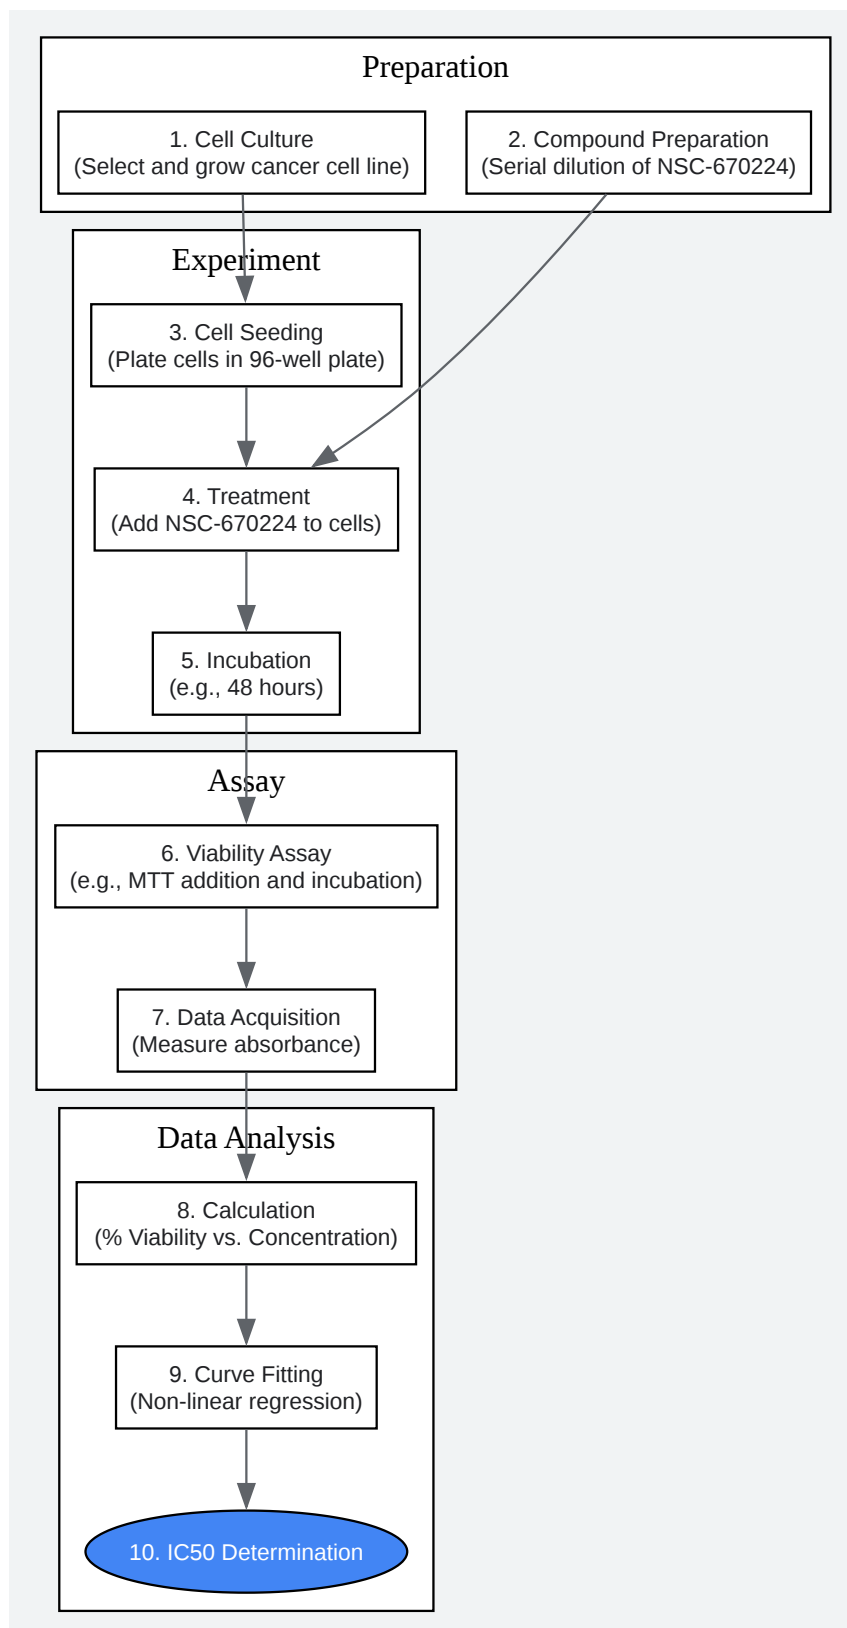 Preparation
1. Cell Culture
(Select and grow cancer cell line)
2. Compound Preparation
(Serial dilution of NSC-670224)
Experiment
3. Cell Seeding
(Plate cells in 96-well plate)
4. Treatment
(Add NSC-670224 to cells)
5. Incubation
(e.g., 48 hours)
Assay
6. Viability Assay
(e.g., MTT addition and incubation)
7. Data Acquisition
(Measure absorbance)
Data Analysis
8. Calculation
(% Viability vs. Concentration)
9. Curve Fitting
(Non-linear regression)
10. IC50 Determination